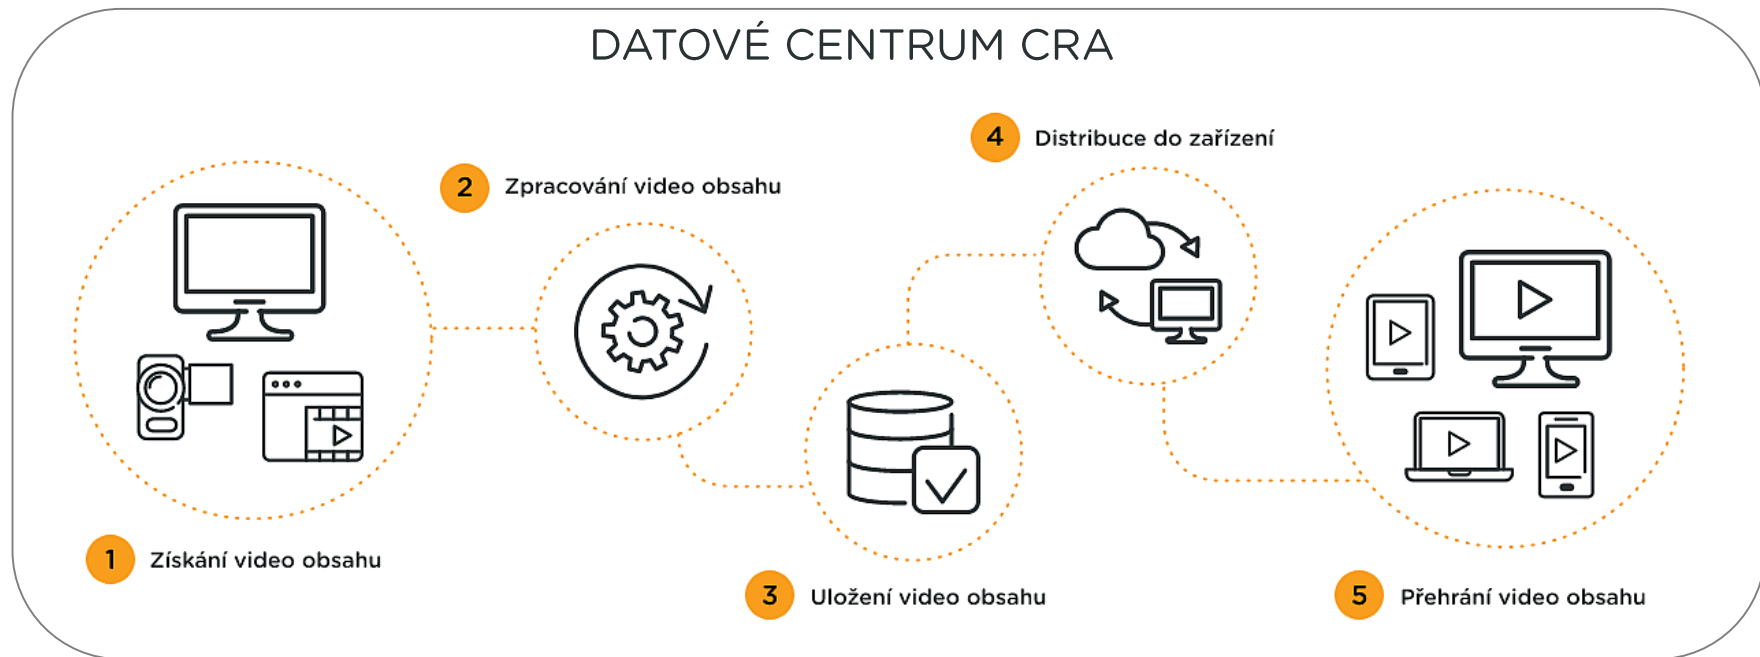 DATOVÉ CENTRUM CRA
1 Získání video obsahu
2 Zpracování video obsahu
3 Uložení video obsahu
4 Distribuce do zařízení
5 Přehrání video obsahu